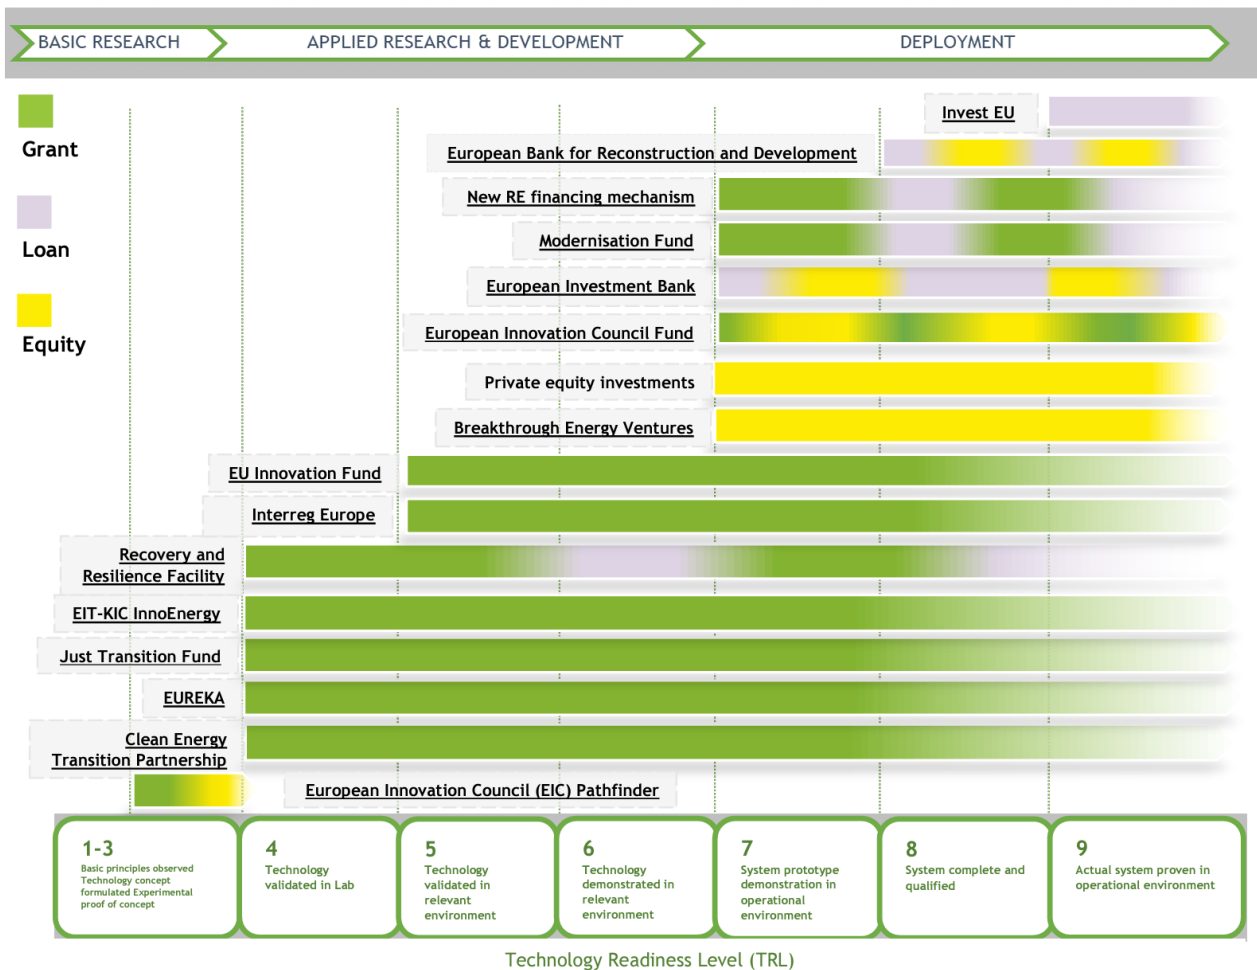 BASIC RESEARCH
APPLIED RESEARCH & DEVELOPMENT
DEPLOYMENT
Grant
Loan
Equity
Invest EU
European Bank for Reconstruction and Development
New RE financing mechanism
Modernisation Fund
European Investment Bank
European Innovation Council Fund
Private equity investments
Breakthrough Energy Ventures
EU Innovation Fund
Interreg Europe
Recovery and
Resilience Facility
EIT-KIC InnoEnergy
Just Transition Fund
EUREKA
Clean Energy
Transition Partnership
European Innovation Council (EIC) Pathfinder
1-3
Basic principles observed
Technology concept
formulated Experimental
proof of concept
4
Technology
validated in Lab
5
Technology
validated in
relevant
environment
6
Technology
demonstrated in
relevant
environment
7
System prototype
demonstration in
operational
environment
8
System complete and
qualified
9
Actual system proven in
operational environment
Technology Readiness Level (TRL)